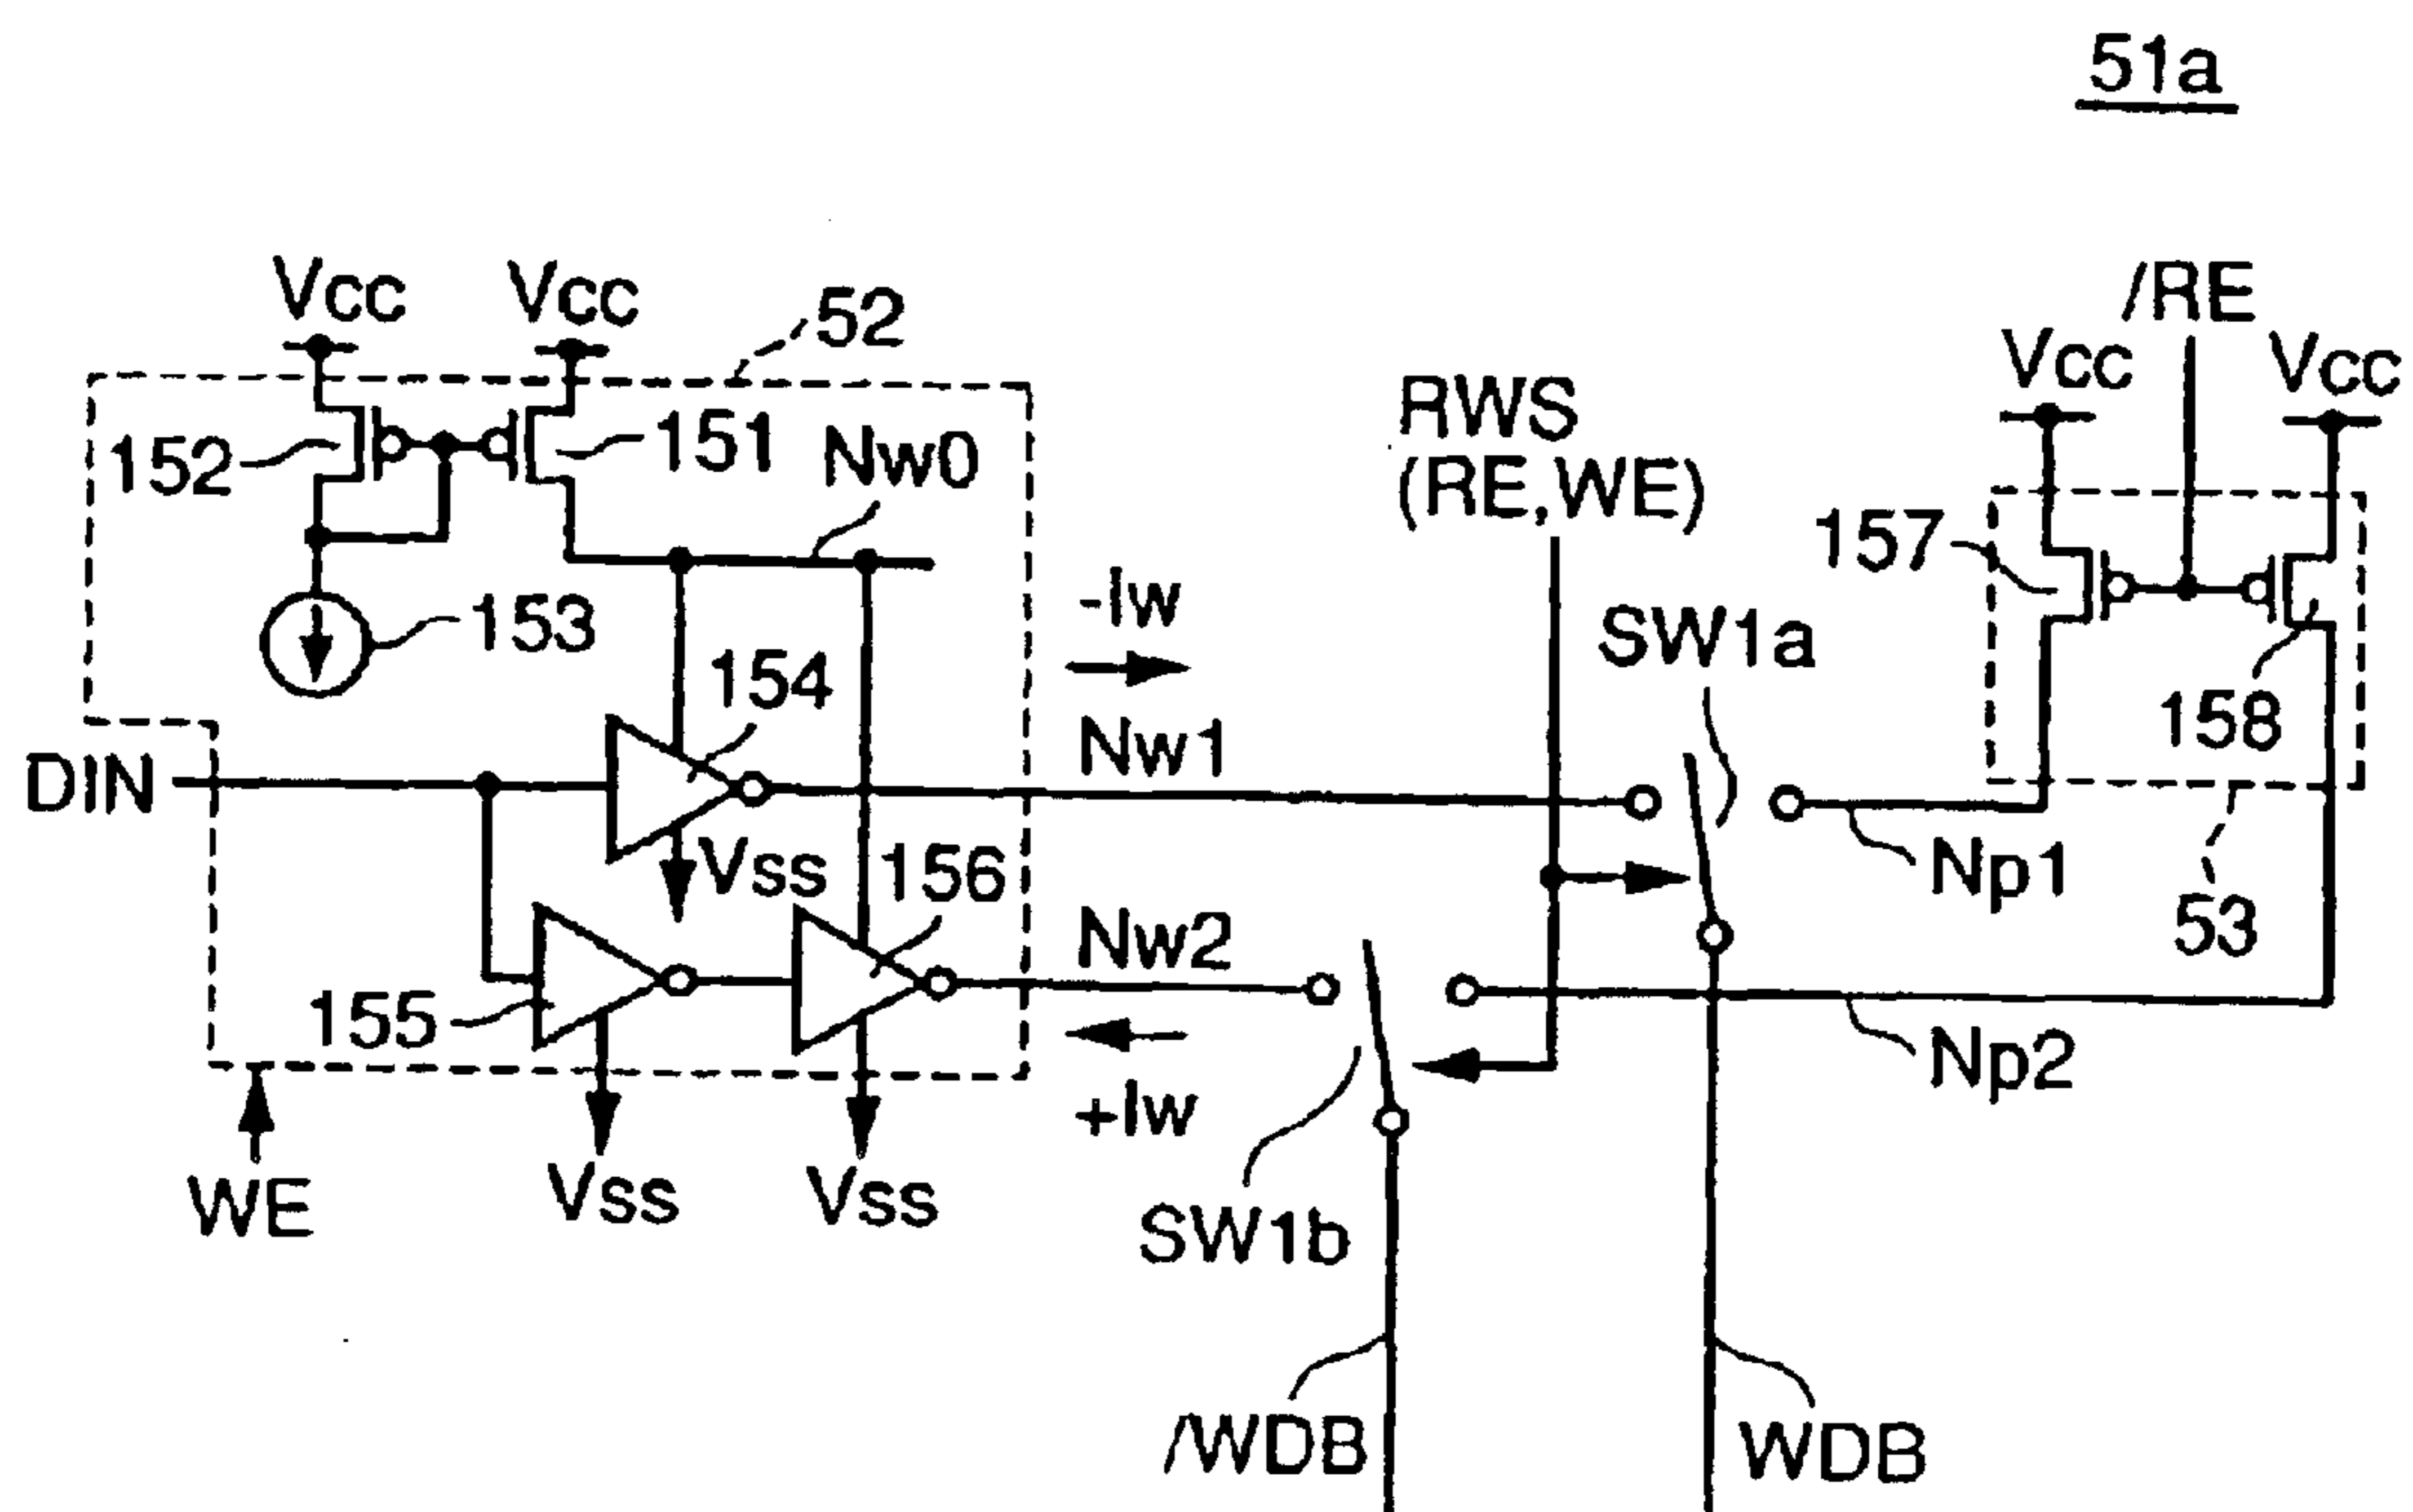 51a
Vcc
Vcc
52
/RE
Vcc
Vcc
RWS
(RE,WE)
152
151
Nw0
157
153
-Iw
SW1a
154
158
Nw1
DIN
Vss
156
Np1
53
Nw2
155
Np2
+Iw
WE
Vss
Vss
SW1b
/WDB
WDB